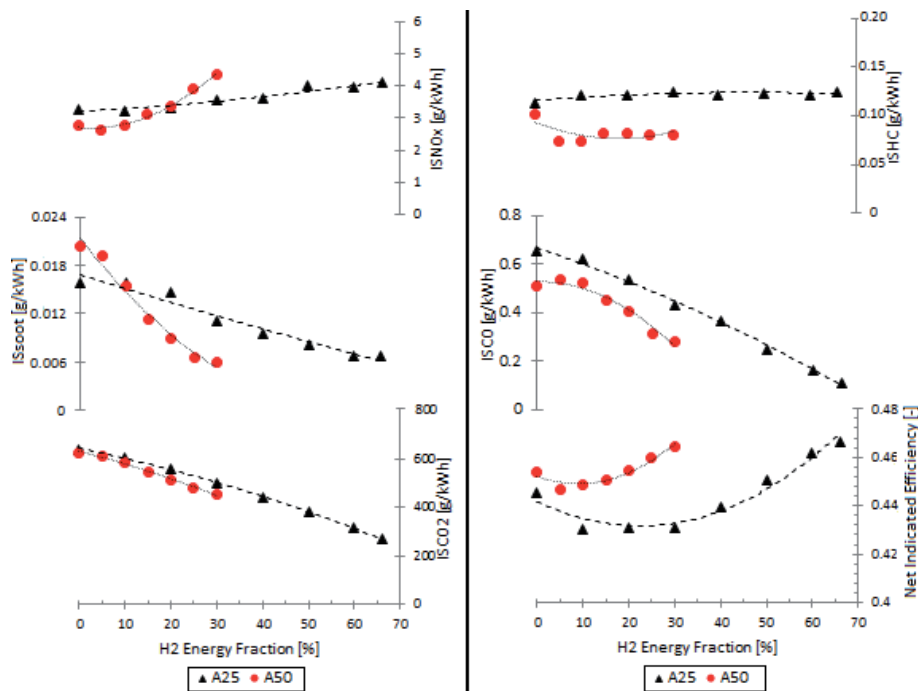 6
5
4
3
2
1
0
ISNOx [g/kWh]
0.024
0.018
0.012
0.006
0
ISsoot [g/kWh]
800
600
400
200
0
ISCO2 [g/kWh]
0 10 20 30 40 50 60 70
H2 Energy Fraction [%]
A25 A50
0.20
0.15
0.10
0.05
0
ISHC [g/kWh]
0.8
0.6
0.4
0.2
0
ISCO [g/kWh]
0.48
0.46
0.44
0.42
0.4
Net Indicated Efficiency [-]
0 10 20 30 40 50 60 70
H2 Energy Fraction [%]
A25 A50